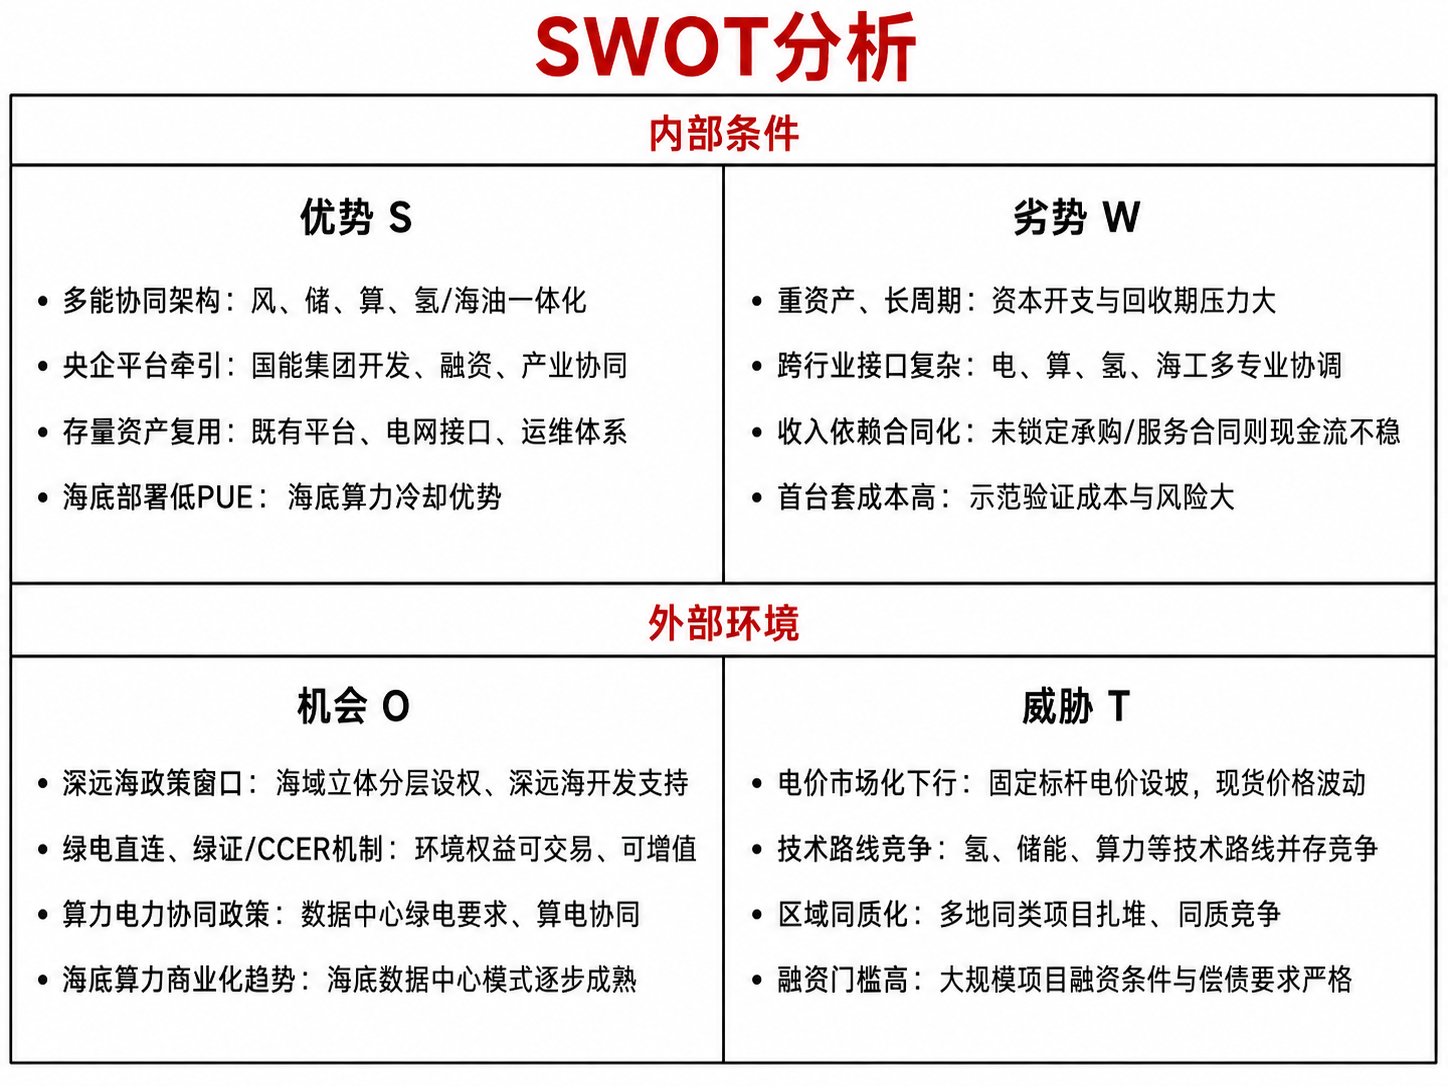 SWOT分析
内部条件
优势 S
• 多能协同架构：风、储、算、氢/海油一体化
• 央企平台牵引：国能集团开发、融资、产业协同
• 存量资产复用：既有平台、电网接口、运维体系
• 海底部署低PUE：海底算力冷却优势
劣势 W
• 重资产、长周期：资本开支与回收期压力大
• 跨行业接口复杂：电、算、氢、海工多专业协调
• 收入依赖合同化：未锁定承购/服务合同则现金流不稳
• 首台套成本高：示范验证成本与风险大
外部环境
机会 O
• 深远海政策窗口：海域立体分层设权、深远海开发支持
• 绿电直连、绿证/CCER机制：环境权益可交易、可增值
• 算力电力协同政策：数据中心绿电要求、算电协同
• 海底算力商业化趋势：海底数据中心模式逐步成熟
威胁 T
• 电价市场化下行：固定标杆电价设坡，现货价格波动
• 技术路线竞争：氢、储能、算力等技术路线并存竞争
• 区域同质化：多地同类项目扎堆、同质竞争
• 融资门槛高：大规模项目融资条件与偿债要求严格